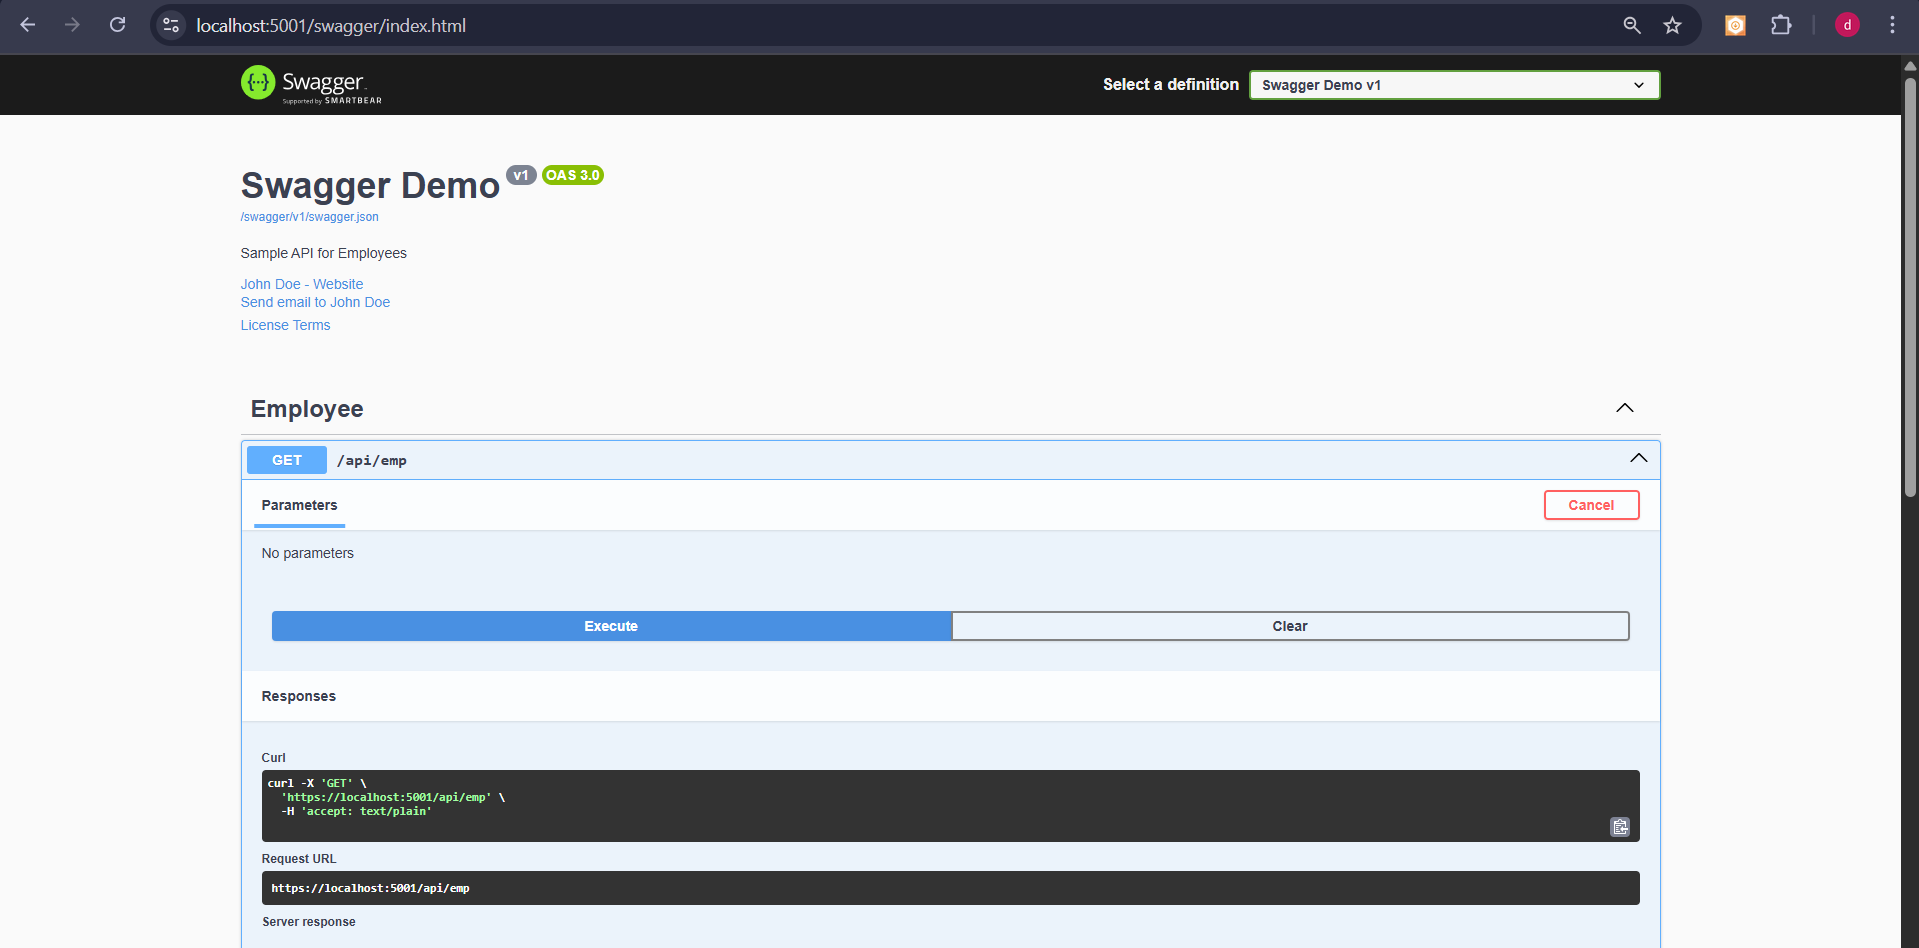 localhost:5001/swagger/index.html
d
Swagger
Supported by SMARTBEAR
Select a definition
Swagger Demo v1
Swagger Demo v1 OAS 3.0
/swagger/v1/swagger.json
Sample API for Employees
John Doe - Website
Send email to John Doe
License Terms
Employee
GET /api/emp
Parameters
Cancel
No parameters
Execute
Clear
Responses
Curl
curl -X 'GET' \
'https://localhost:5001/api/emp' \
-H 'accept: text/plain'
Request URL
https://localhost:5001/api/emp
Server response